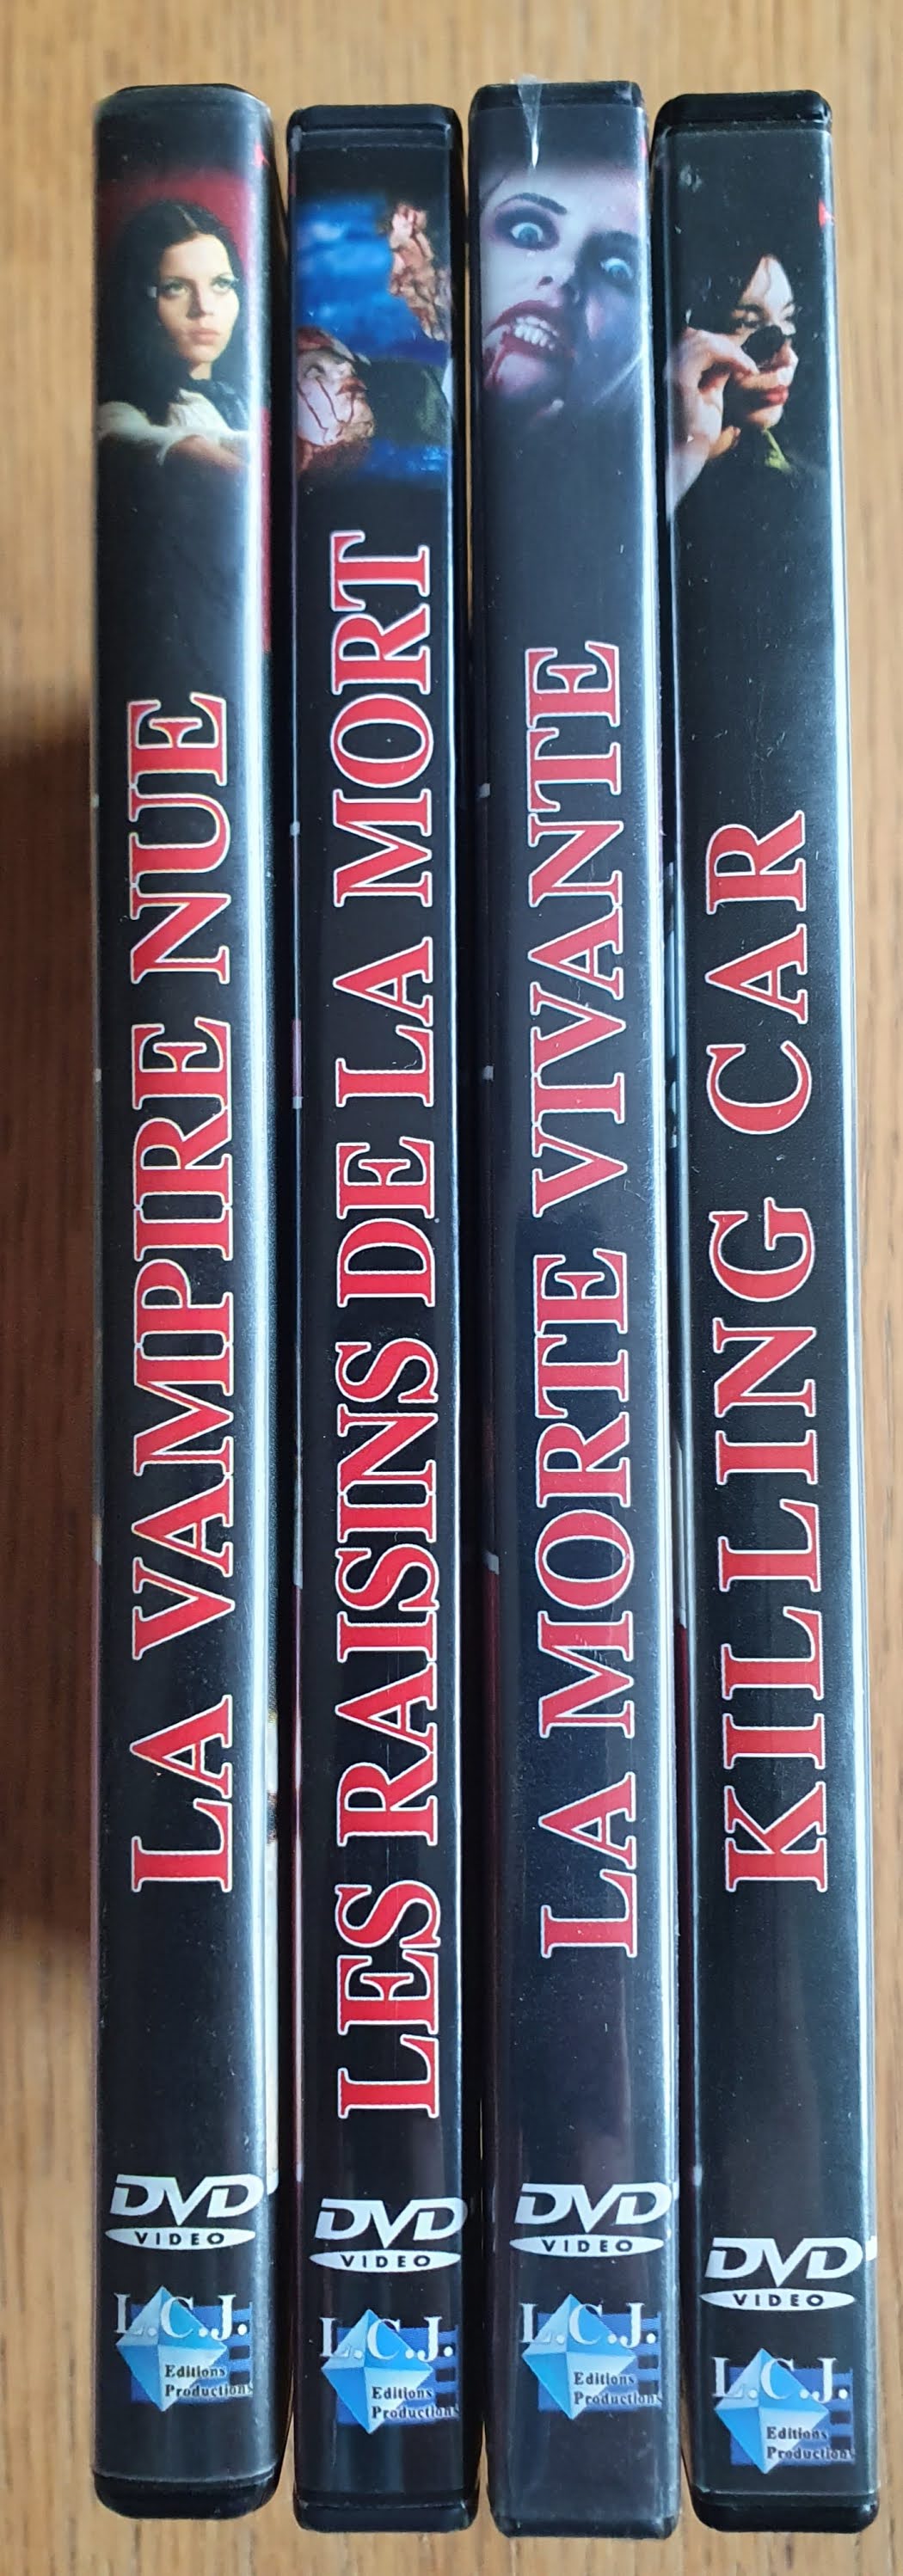 LA VAMPIRE NUE
DVD
VIDEO
L.C.J.
Editions
Productions
LES RAISINS DE LA MORT
DVD
VIDEO
L.C.J.
Editions
Productions
LA MORTE VIVANTE
DVD
VIDEO
L.C.J.
Editions
Productions
KILLING CAR
DVD
VIDEO
L.C.J.
Editions
Productions